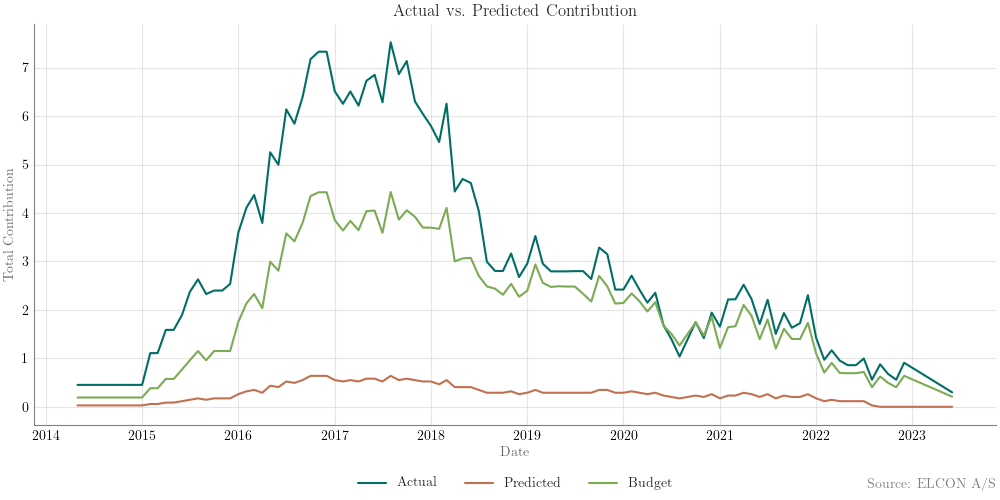 Actual vs. Predicted Contribution
Total Contribution
7
6
5
4
3
2
1
0
2014 2015 2016 2017 2018 2019 2020 2021 2022 2023
Date
Actual Predicted Budget
Source: ELCON A/S